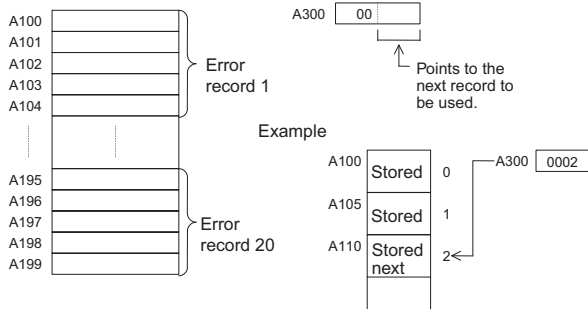 A100
A101
A102
A103
A104
Error
record 1
A195
A196
A197
A198
A199
Error
record 20
A300
00
Points to the
next record to
be used.
Example
A100
Stored
0
A300
0002
A105
Stored
1
A110
Stored
next
2